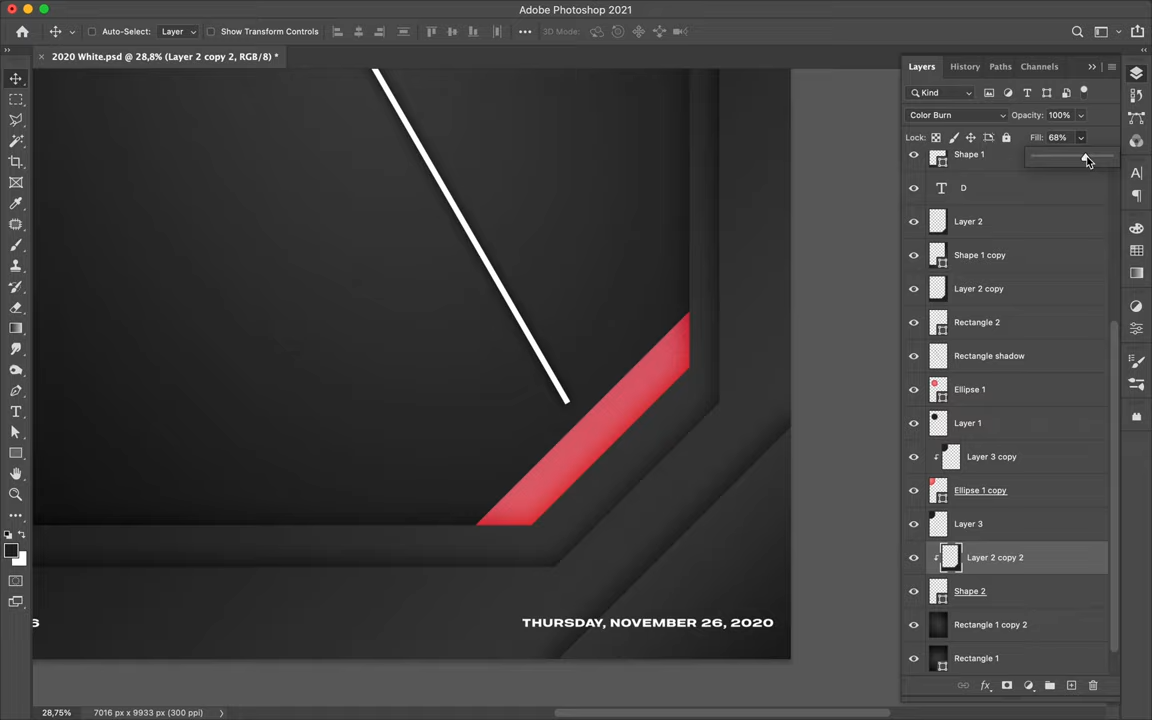 Adobe Photoshop 2021
Auto-Select: Layer Show Transform Controls 3D Mode:
2020 White.psd @ 28,8% (Layer 2 copy 2, RGB/8) *
Layers History Paths Channels
Kind
Color Burn Opacity: 100%
Lock: Fill: 68%
Shape 1
D
Layer 2
Shape 1 copy
Layer 2 copy
Rectangle 2
Rectangle shadow
Ellipse 1
Layer 1
Layer 3 copy
Ellipse 1 copy
Layer 3
Layer 2 copy 2
Shape 2
Rectangle 1 copy 2
Rectangle 1
S THURSDAY, NOVEMBER 26, 2020
28,75% 7016 px x 9933 px (300 ppi)